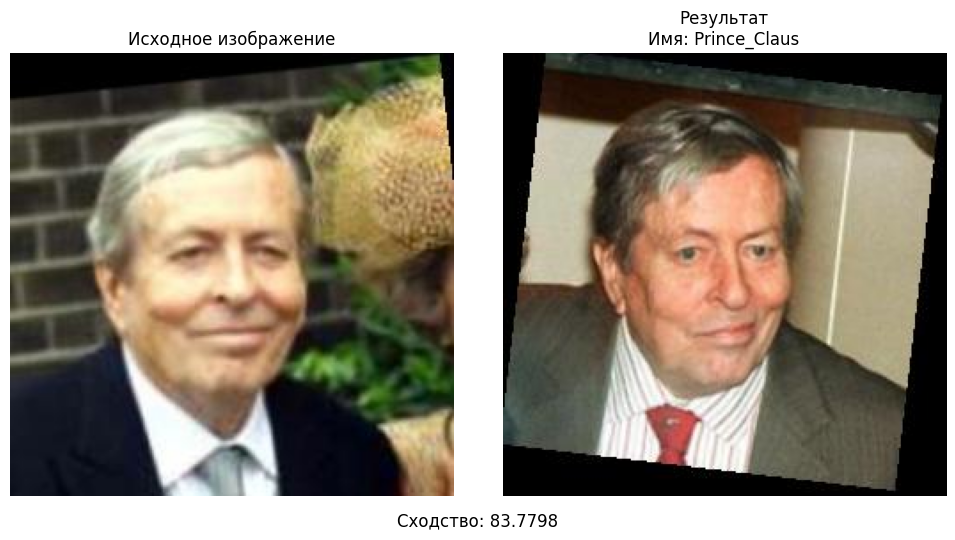 Исходное изображение
Результат
Имя: Prince_Claus
Сходство: 83.7798